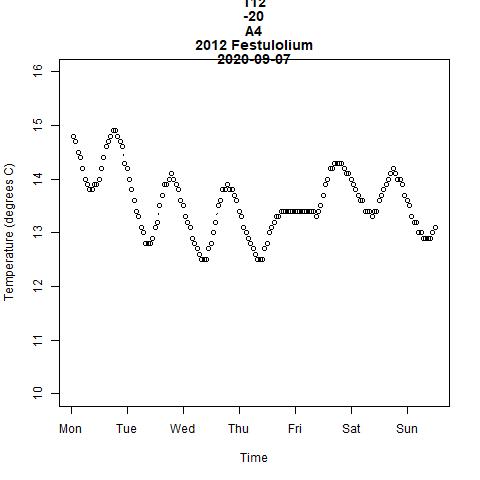 T12
-20
A4
2012 Festulolium
2020-09-07
16
15
14
13
12
11
10
Temperature (degrees C)
Mon Tue Wed Thu Fri Sat Sun
Time